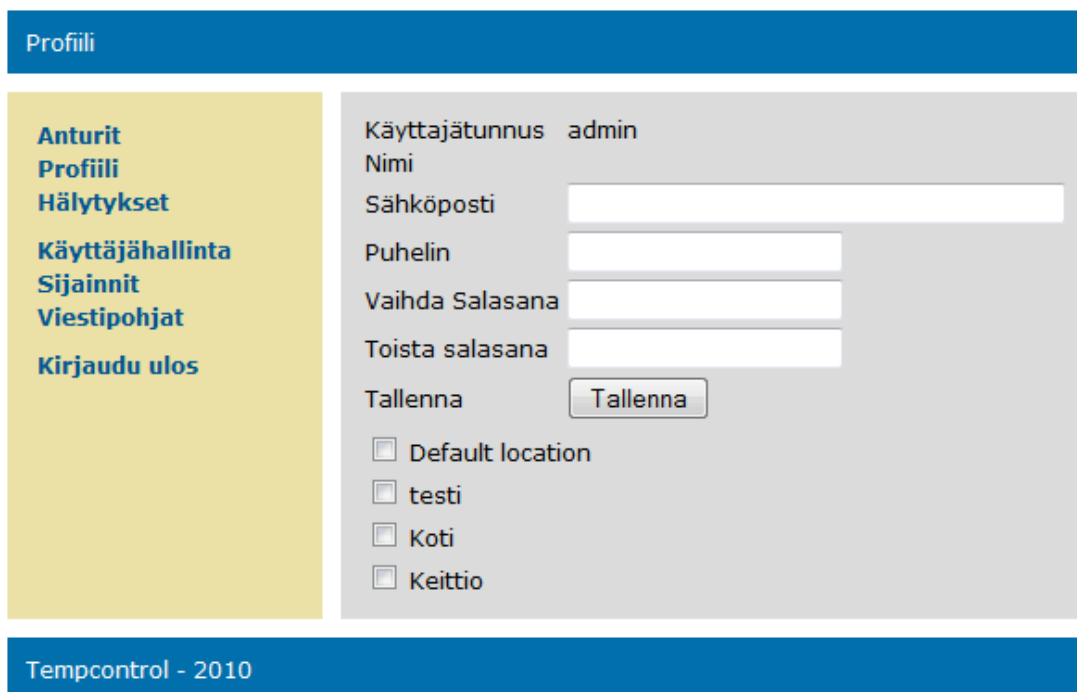 Profiili
Anturit
Profiili
Hälytykset
Käyttäjähallinta
Sijainnit
Viestipohjat
Kirjaudu ulos
Käyttajätunnus admin
Nimi
Sähköposti
Puhelin
Vaihda Salasana
Toista salasana
Tallenna Tallenna
Default location
testi
Koti
Keittio
Tempcontrol - 2010